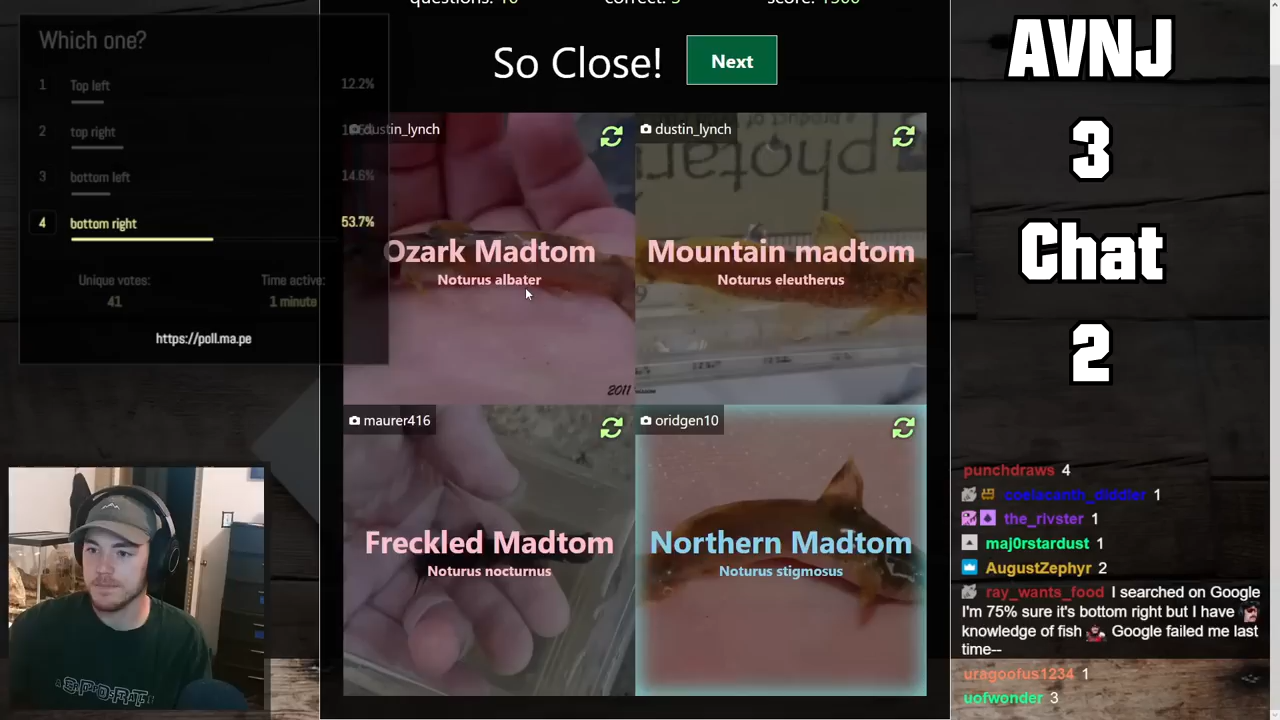 questions: 10 correct: 5 score: 1500
So Close!
Next
Which one?
1 Top left 12.2%
2 top right
3 bottom left 14.6%
4 bottom right 53.7%
Unique votes: Time active:
41 1 minute
https://poll.ma.pe
dustin_lynch
Ozark Madtom
Noturus albater
2011
dustin_lynch
a product of
photari
Mountain madtom
Noturus eleutherus
maurer416
Freckled Madtom
Noturus nocturnus
oridgen10
Northern Madtom
Noturus stigmosus
SPORT
AVNJ
3
Chat
2
punchdraws 4
coelacanth_diddler 1
the_rivster 1
maj0rstardust 1
AugustZephyr 2
ray_wants_food I searched on Google
I'm 75% sure it's bottom right but I have
knowledge of fish Google failed me last
time--
uragoofus1234 1
uofwonder 3